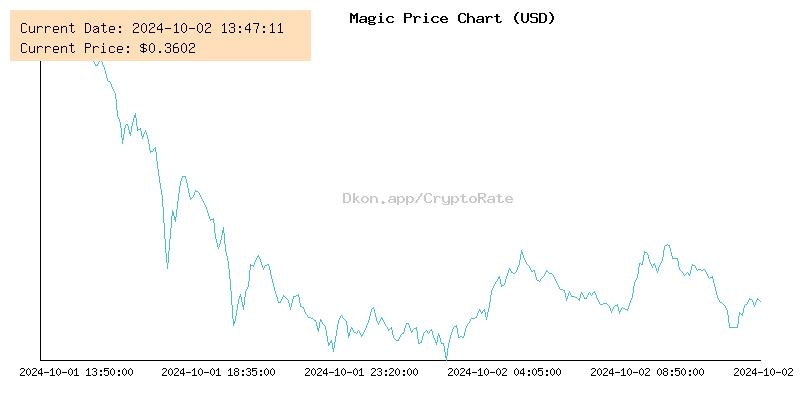 Magic Price Chart (USD)
Current Date: 2024-10-02 13:47:11
Current Price: $0.3602
Dkon.app/CryptoRate
2024-10-01 13:50:00 2024-10-01 18:35:00 2024-10-01 23:20:00 2024-10-02 04:05:00 2024-10-02 08:50:00 2024-10-02